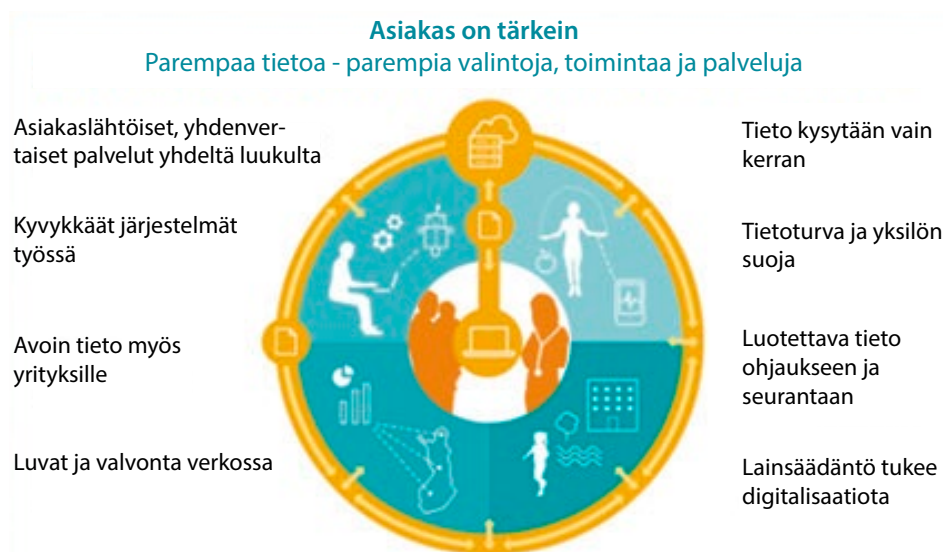 Asiakas on tärkein
Parempaa tietoa - parempia valintoja, toimintaa ja palveluja
Asiakaslähtöiset, yhdenver-
taiset palvelut yhdeltä luukulta
Kyvykkäät järjestelmät
työssä
Avoin tieto myös
yrityksille
Luvat ja valvonta verkossa
Tieto kysytään vain
kerran
Tietoturva ja yksilön
suoja
Luotettava tieto
ohjaukseen ja
seurantaan
Lainsäädäntö tukee
digitalisaatiota